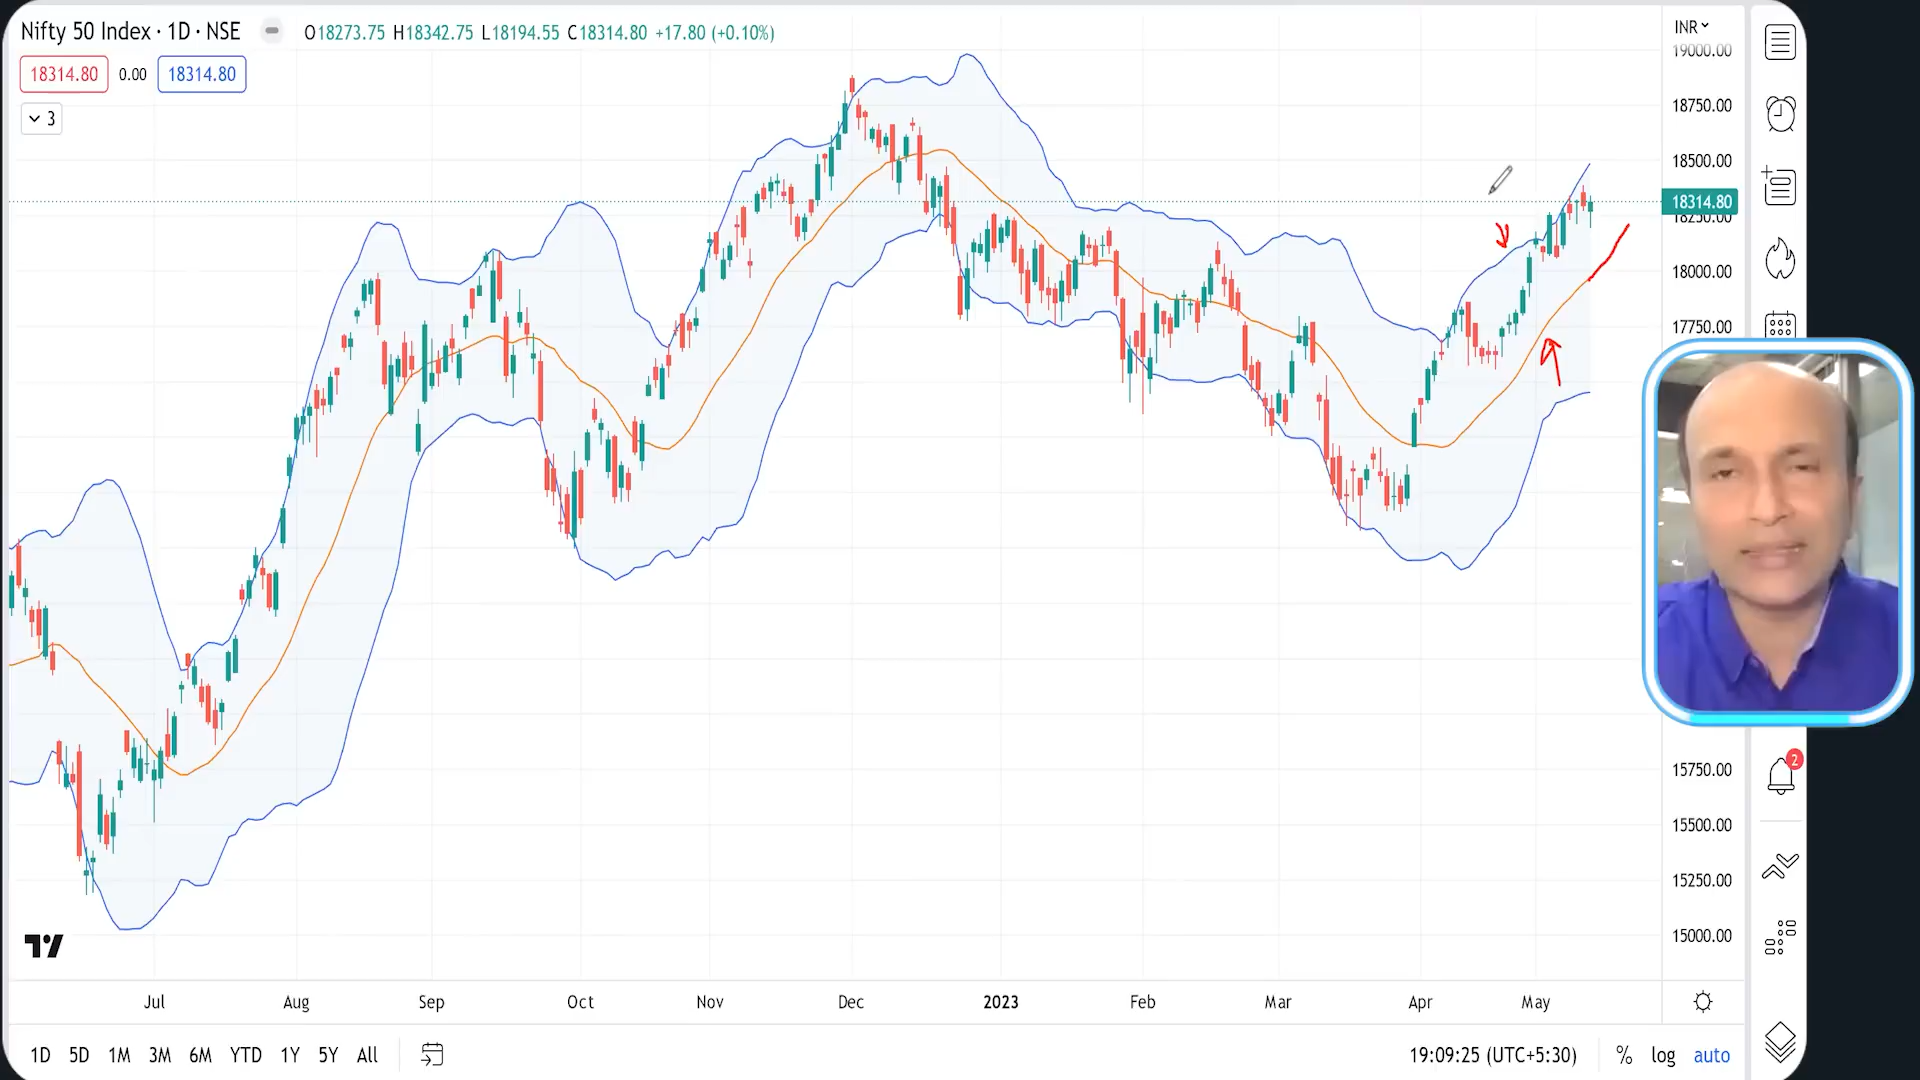 Nifty 50 Index · 1D · NSE
O18273.75 H18342.75 L18194.55 C18314.80 +17.80 (+0.10%)
INR
19000.00
18314.80 0.00 18314.80
3
18750.00
18500.00
18314.80
18250.00
18000.00
17750.00
2
15750.00
15500.00
15250.00
15000.00
Jul Aug Sep Oct Nov Dec 2023 Feb Mar Apr May
1D 5D 1M 3M 6M YTD 1Y 5Y All
19:09:25 (UTC+5:30) % log auto